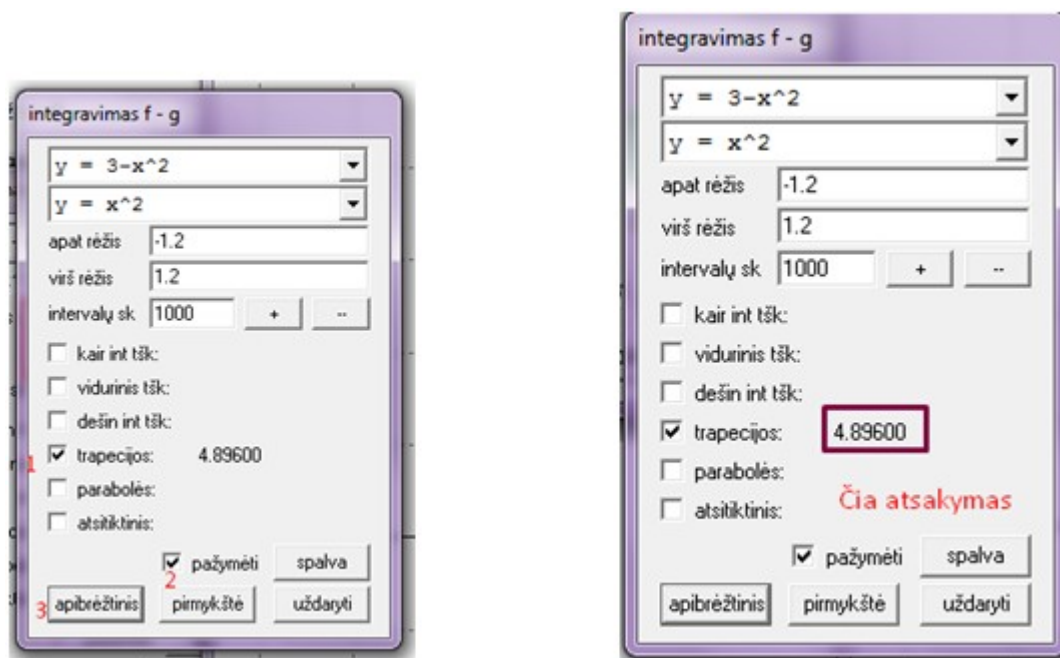 integravimas f - g
y = 3-x^2
y = x^2
apat rėžis -1.2
virš rėžis 1.2
intervalų sk 1000 + --
kair int tšk:
vidurinis tšk:
dešin int tšk:
1 trapecijos: 4.89600
parabolės:
atsitiktinis:
2 pažymėti spalva
3 apibrėžtinis pirmykštė uždaryti
integravimas f - g
y = 3-x^2
y = x^2
apat rėžis -1.2
virš rėžis 1.2
intervalų sk 1000 + --
kair int tšk:
vidurinis tšk:
dešin int tšk:
trapecijos: 4.89600
parabolės:
Čia atsakymas
atsitiktinis:
pažymėti spalva
apibrėžtinis pirmykštė uždaryti